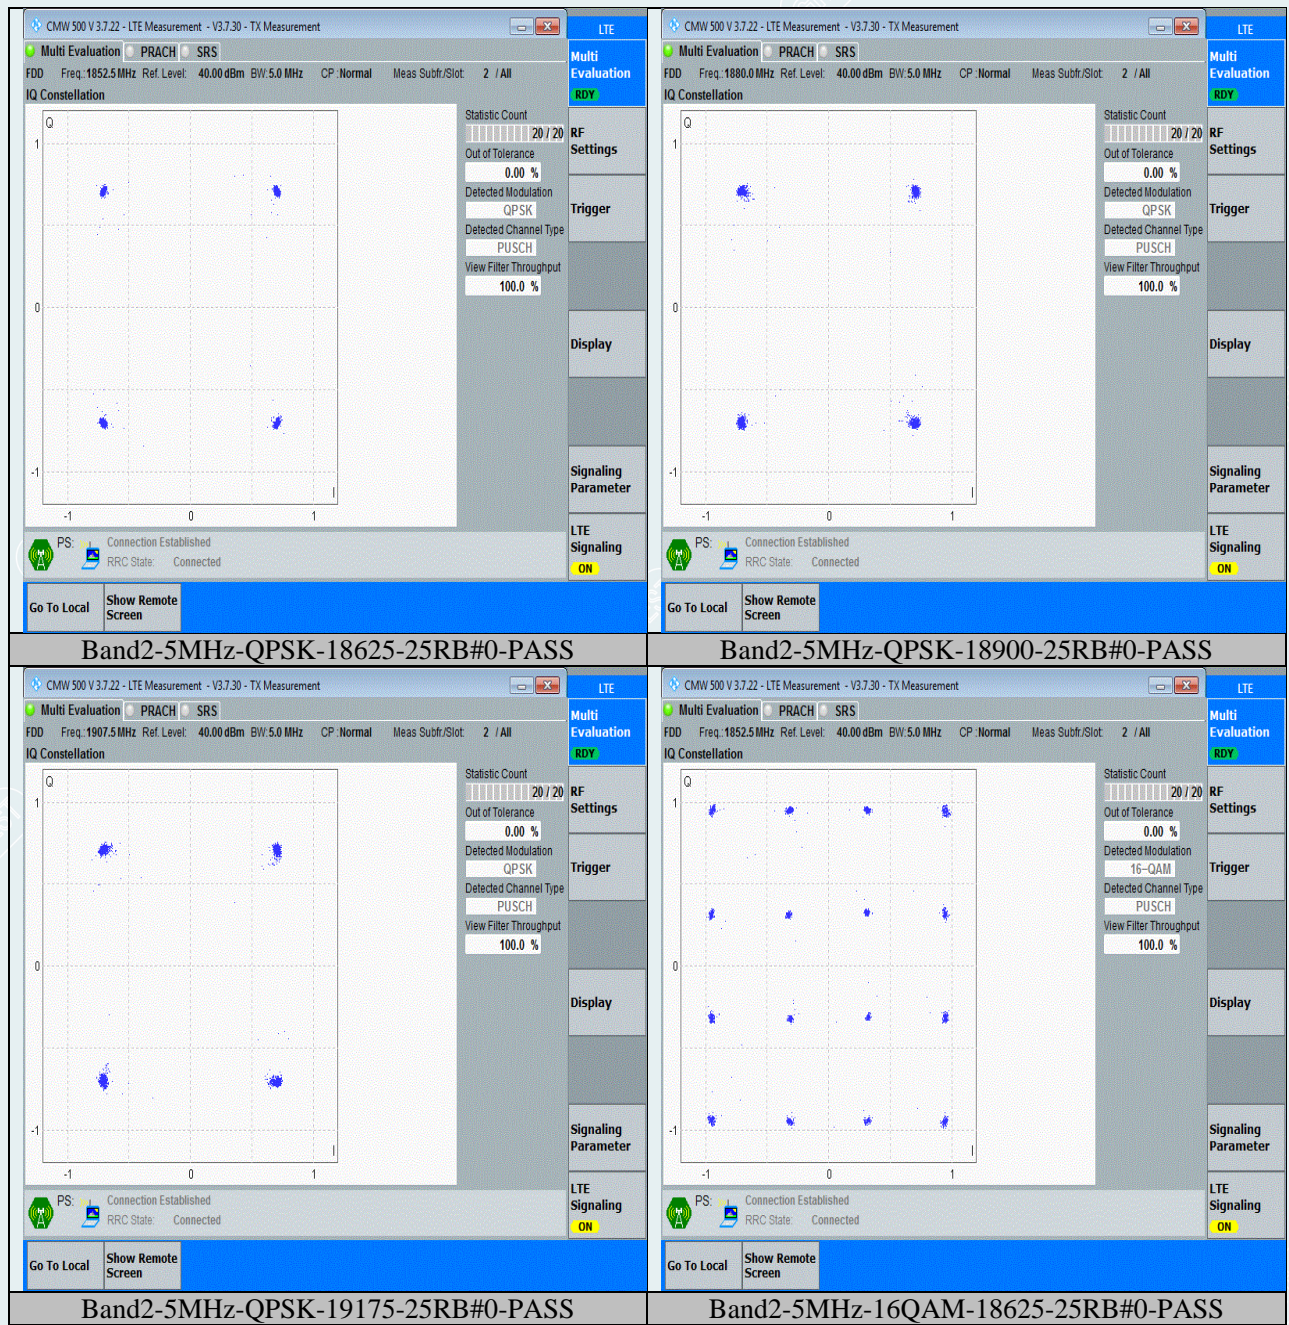 CMW 500 V 3.7.22 - LTE Measurement - V3.7.30 - TX Measurement
LTE
Multi Evaluation PRACH SRS
Multi Evaluation
RDY
FDD Freq.:1852.5 MHz Ref. Level: 40.00 dBm BW:5.0 MHz CP :Normal Meas Subfr./Slot: 2 / All
IQ Constellation
Q
1
0
-1
-1 0 1
I
Statistic Count
20 / 20
Out of Tolerance
0.00 %
Detected Modulation
QPSK
Detected Channel Type
PUSCH
View Filter Throughput
100.0 %
RF
Settings
Trigger
Display
Signaling
Parameter
LTE
Signaling
ON
PS: Connection Established
RRC State: Connected
Go To Local
Show Remote
Screen
Band2-5MHz-QPSK-18625-25RB#0-PASS
CMW 500 V 3.7.22 - LTE Measurement - V3.7.30 - TX Measurement
LTE
Multi Evaluation PRACH SRS
Multi Evaluation
RDY
FDD Freq.:1880.0 MHz Ref. Level: 40.00 dBm BW:5.0 MHz CP :Normal Meas Subfr./Slot: 2 / All
IQ Constellation
Q
1
0
-1
-1 0 1
I
Statistic Count
20 / 20
Out of Tolerance
0.00 %
Detected Modulation
QPSK
Detected Channel Type
PUSCH
View Filter Throughput
100.0 %
RF
Settings
Trigger
Display
Signaling
Parameter
LTE
Signaling
ON
PS: Connection Established
RRC State: Connected
Go To Local
Show Remote
Screen
Band2-5MHz-QPSK-18900-25RB#0-PASS
CMW 500 V 3.7.22 - LTE Measurement - V3.7.30 - TX Measurement
LTE
Multi Evaluation PRACH SRS
Multi Evaluation
RDY
FDD Freq.:1907.5 MHz Ref. Level: 40.00 dBm BW:5.0 MHz CP :Normal Meas Subfr./Slot: 2 / All
IQ Constellation
Q
1
0
-1
-1 0 1
I
Statistic Count
20 / 20
Out of Tolerance
0.00 %
Detected Modulation
QPSK
Detected Channel Type
PUSCH
View Filter Throughput
100.0 %
RF
Settings
Trigger
Display
Signaling
Parameter
LTE
Signaling
ON
PS: Connection Established
RRC State: Connected
Go To Local
Show Remote
Screen
Band2-5MHz-QPSK-19175-25RB#0-PASS
CMW 500 V 3.7.22 - LTE Measurement - V3.7.30 - TX Measurement
LTE
Multi Evaluation PRACH SRS
Multi Evaluation
RDY
FDD Freq.:1852.5 MHz Ref. Level: 40.00 dBm BW:5.0 MHz CP :Normal Meas Subfr./Slot: 2 / All
IQ Constellation
Q
1
0
-1
-1 0 1
I
Statistic Count
20 / 20
Out of Tolerance
0.00 %
Detected Modulation
16-QAM
Detected Channel Type
PUSCH
View Filter Throughput
100.0 %
RF
Settings
Trigger
Display
Signaling
Parameter
LTE
Signaling
ON
PS: Connection Established
RRC State: Connected
Go To Local
Show Remote
Screen
Band2-5MHz-16QAM-18625-25RB#0-PASS